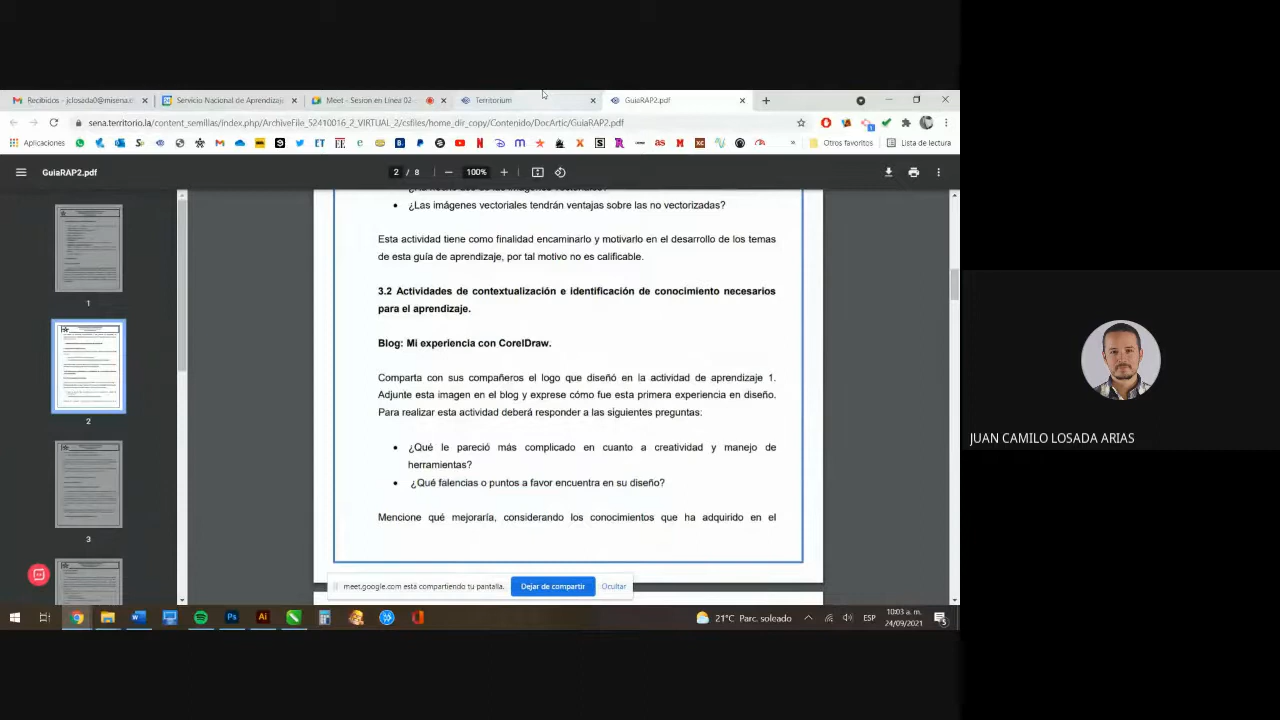 Recibidos - jclosada0@misena.e
Servicio Nacional de Aprendizaje
Meet - Sesion en Linea 02 -
Territorium
GuiaRAP2.pdf
sena.territorio.la/content_semillas/index.php/ArchiveFile_52410016_2_VIRTUAL_2/csfiles/home_dir_copy/Contenido/DocArtic/GuiaRAP2.pdf
Aplicaciones
Otros favoritos
Lista de lectura
GuiaRAP2.pdf
2 / 8
100%
¿Las imágenes vectoriales tendrán ventajas sobre las no vectorizadas?
Esta actividad tiene como finalidad encaminarlo y motivarlo en el desarrollo de los temas
de esta guía de aprendizaje, por tal motivo no es calificable.
3.2 Actividades de contextualización e identificación de conocimiento necesarios
para el aprendizaje.
Blog: Mi experiencia con CorelDraw.
Comparta con sus compañeros el logo que diseñó en la actividad de aprendizaje 1.
Adjunte esta imagen en el blog y exprese cómo fue esta primera experiencia en diseño.
Para realizar esta actividad deberá responder a las siguientes preguntas:
¿Qué le pareció más complicado en cuanto a creatividad y manejo de
herramientas?
¿Qué falencias o puntos a favor encuentra en su diseño?
Mencione qué mejoraría, considerando los conocimientos que ha adquirido en el
1
2
3
meet.google.com está compartiendo tu pantalla.
Dejar de compartir
Ocultar
21°C Parc. soleado
ESP
10:03 a. m.
24/09/2021
JUAN CAMILO LOSADA ARIAS